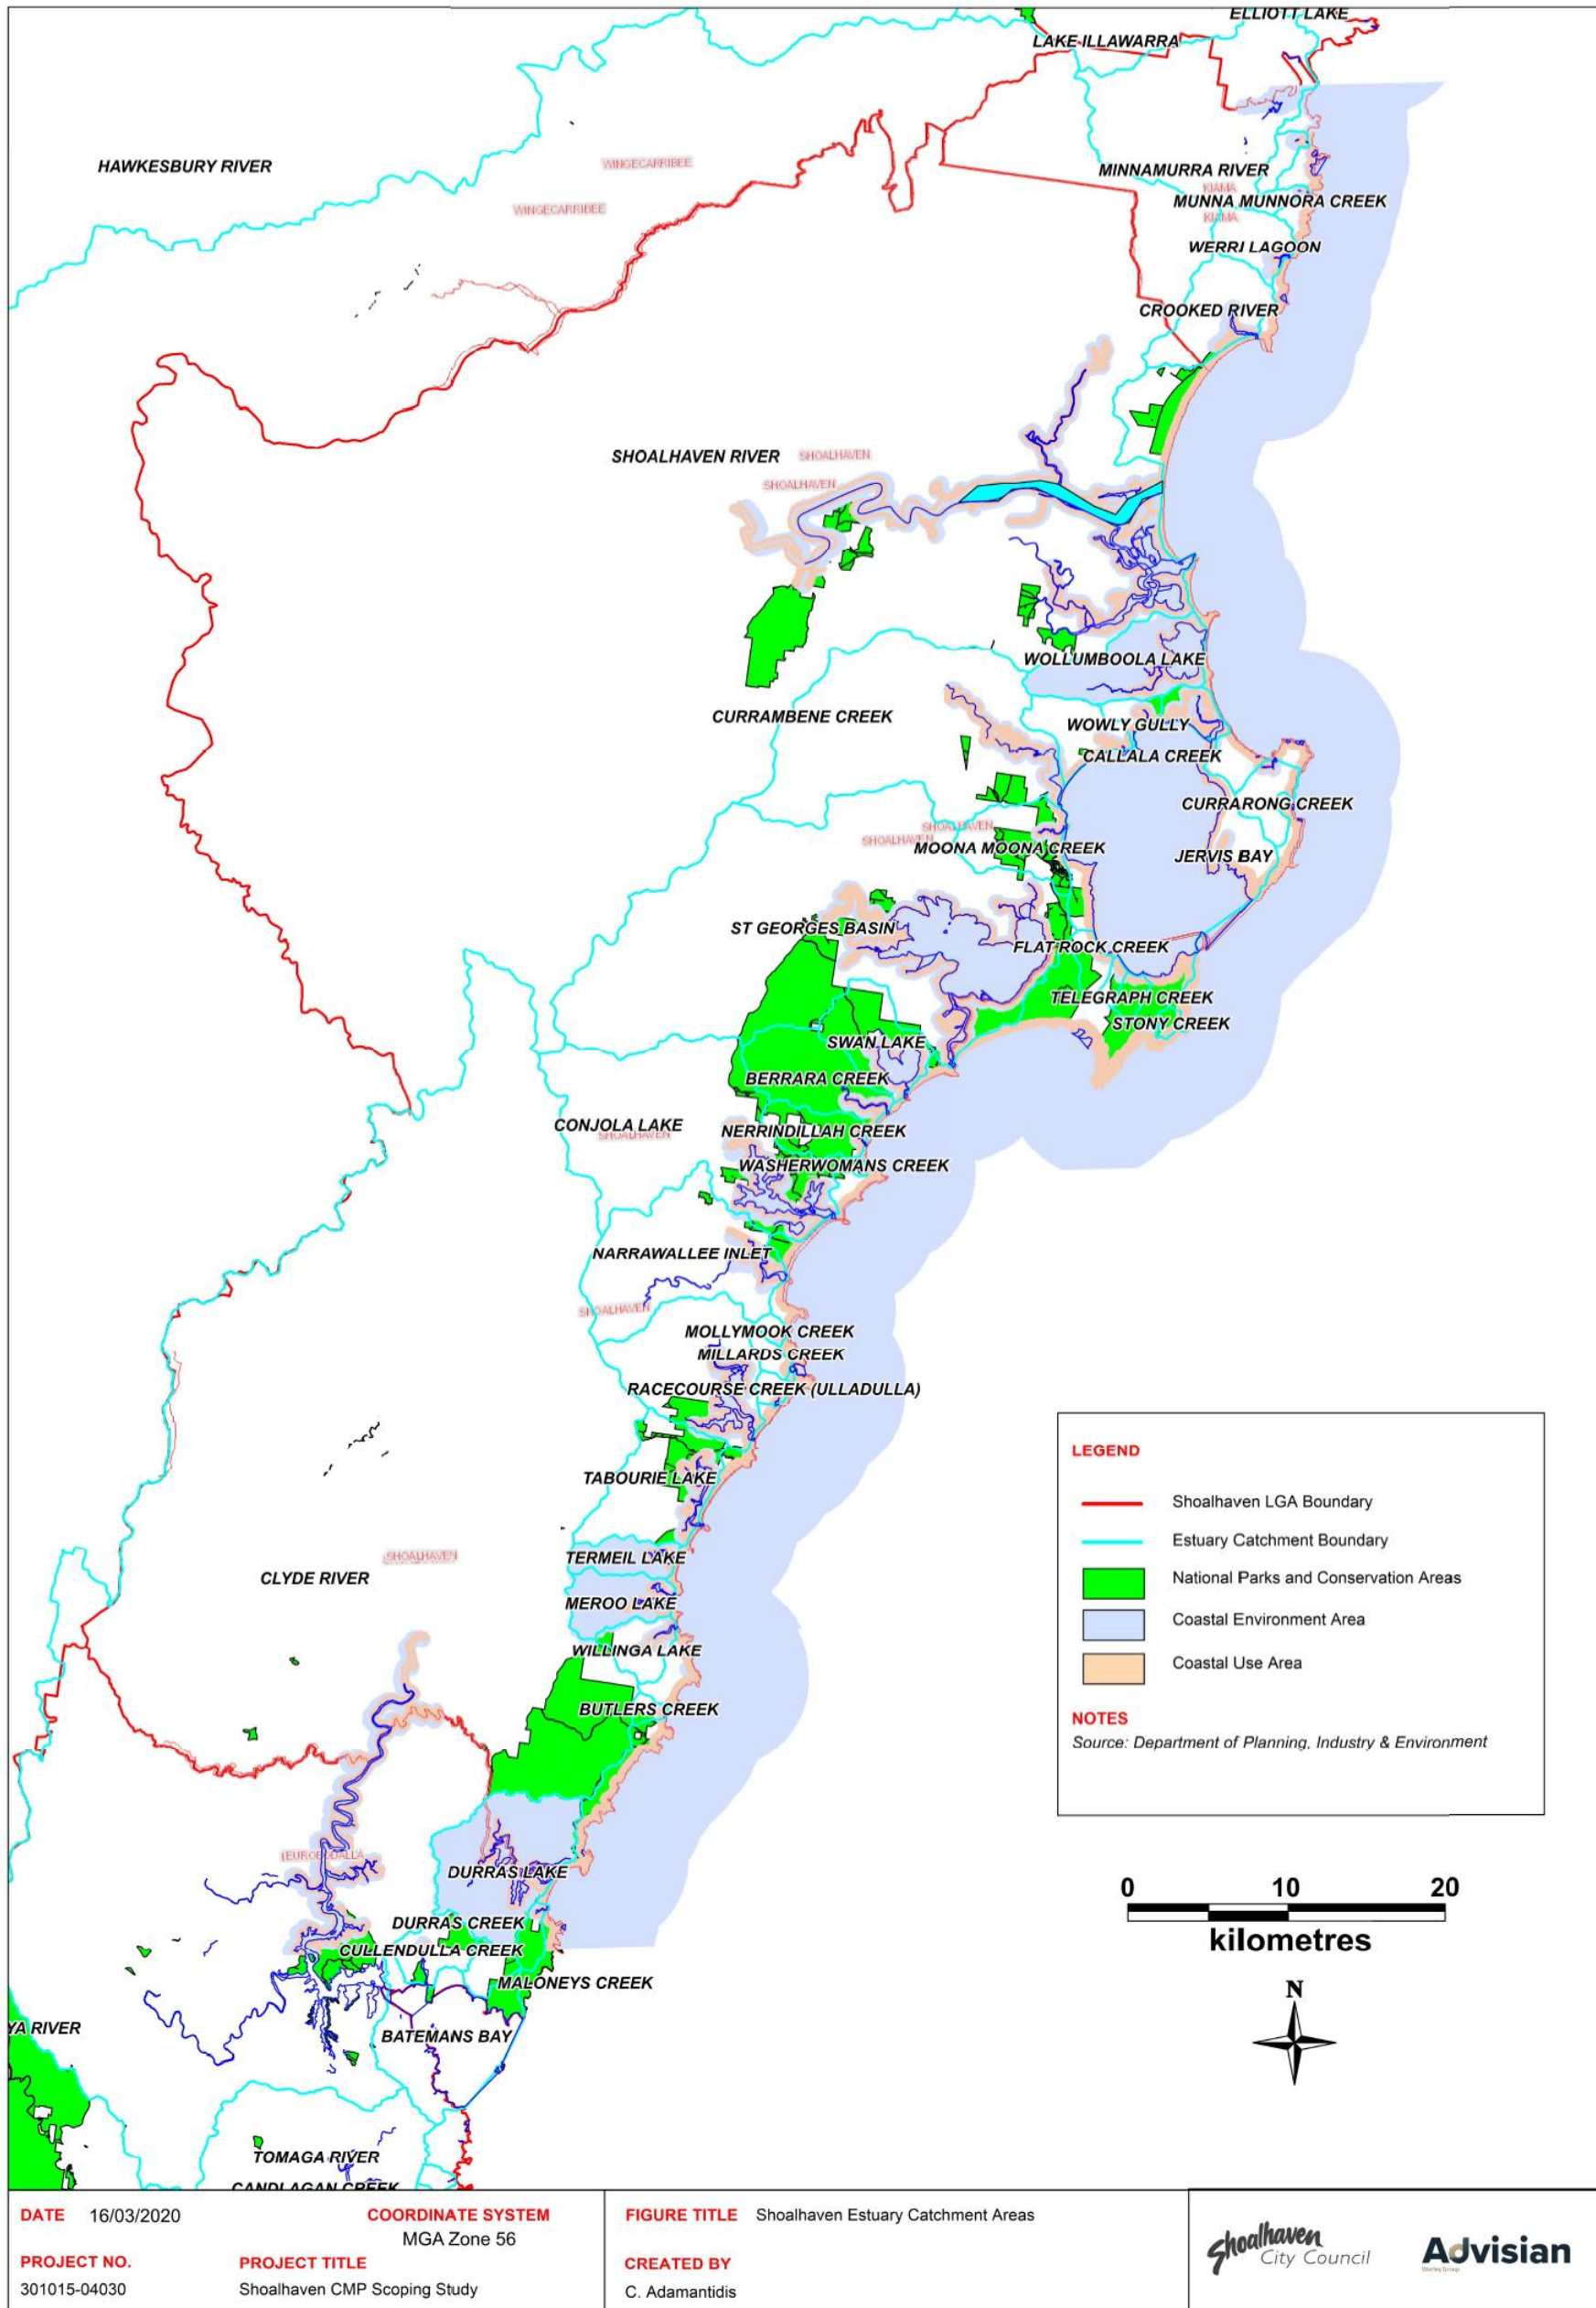 ELLIOTT LAKE
LAKE ILLAWARRA
HAWKESBURY RIVER
WINGECARRIBEE
MINNAMURRA RIVER
KIAMA
MUNNA MUNNORA CREEK
WINGECARRIBEE
KIAMA
WERRI LAGOON
CROOKED RIVER
SHOALHAVEN RIVER
SHOALHAVEN
SHOALHAVEN
WOLLUMBOOLA LAKE
CURRAMBENE CREEK
WOWLY GULLY
CALLALA CREEK
CURRARONG CREEK
SHOALHAVEN
SHOALHAVEN
MOONA MOONA CREEK
JERVIS BAY
ST GEORGES BASIN
FLAT ROCK CREEK
TELEGRAPH CREEK
STONY CREEK
SWAN LAKE
BERRARA CREEK
CONJOLA LAKE
SHOALHAVEN
NERRINDILLAH CREEK
WASHERWOMANS CREEK
NARRAWALLEE INLET
SHOALHAVEN
MOLLYMOOK CREEK
MILLARDS CREEK
RACECOURSE CREEK (ULLADULLA)
TABOURIE LAKE
TERMEIL LAKE
SHOALHAVEN
CLYDE RIVER
MEROO LAKE
WILLINGA LAKE
BUTLERS CREEK
EUROBODALLA
DURRAS LAKE
DURRAS CREEK
CULLENDULLA CREEK
MALONEYS CREEK
YA RIVER
BATEMANS BAY
TOMAGA RIVER
CANDLAGAN CREEK
LEGEND
Shoalhaven LGA Boundary
Estuary Catchment Boundary
National Parks and Conservation Areas
Coastal Environment Area
Coastal Use Area
NOTES
Source: Department of Planning, Industry & Environment
0 10 20
kilometres
N
DATE 16/03/2020
COORDINATE SYSTEM
MGA Zone 56
PROJECT NO.
301015-04030
PROJECT TITLE
Shoalhaven CMP Scoping Study
FIGURE TITLE Shoalhaven Estuary Catchment Areas
CREATED BY
C. Adamantidis
Shoalhaven
City Council
Advisian
Worley Group